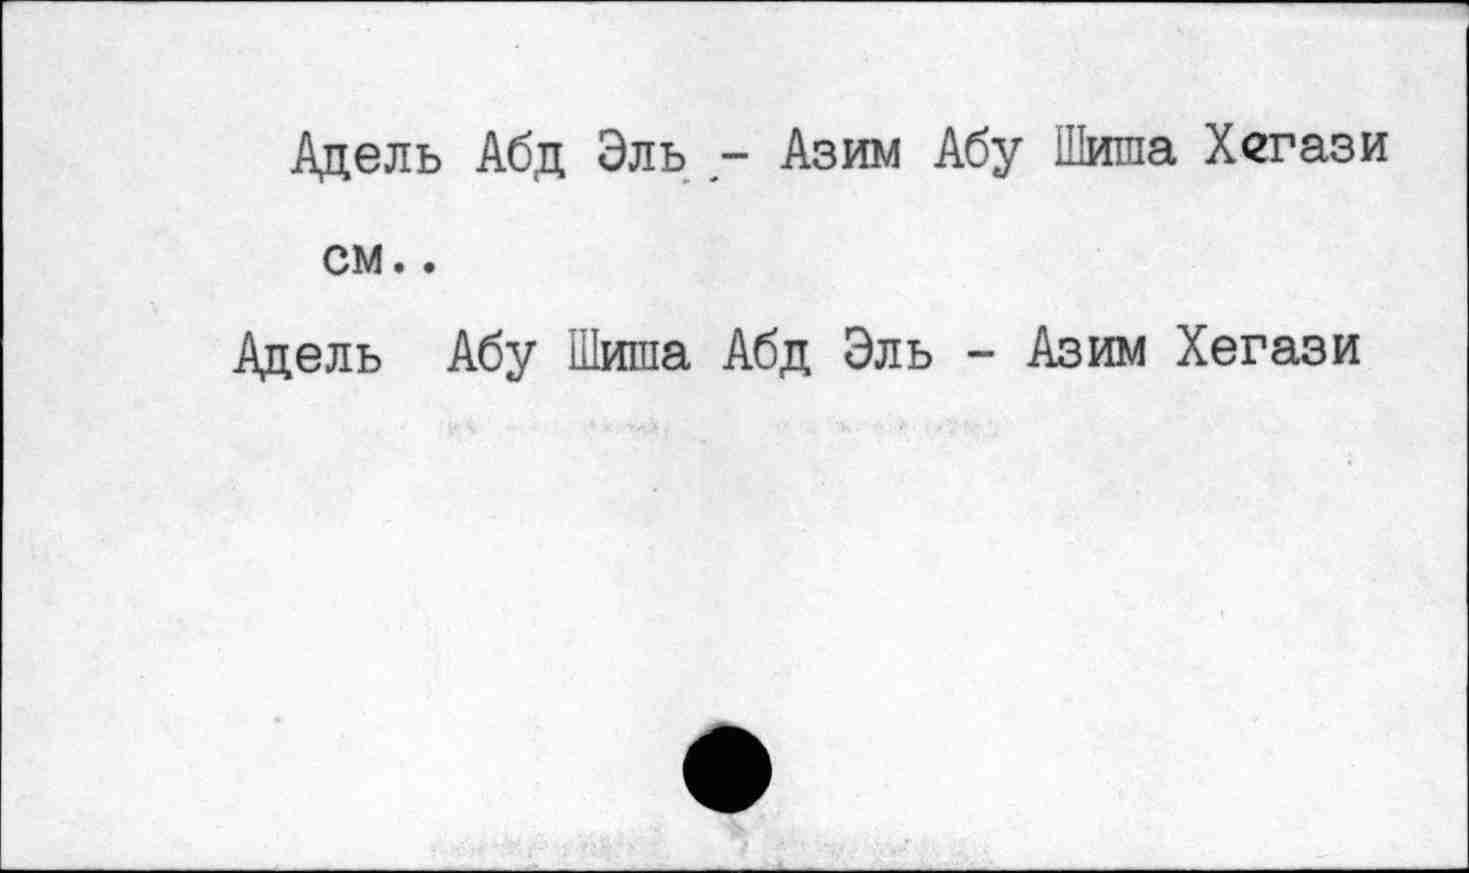 Адель Абд Эль - Азим Абу Шиша Хегази
см..
Адель Абу Шиша Абд Эль - Азим Хегази